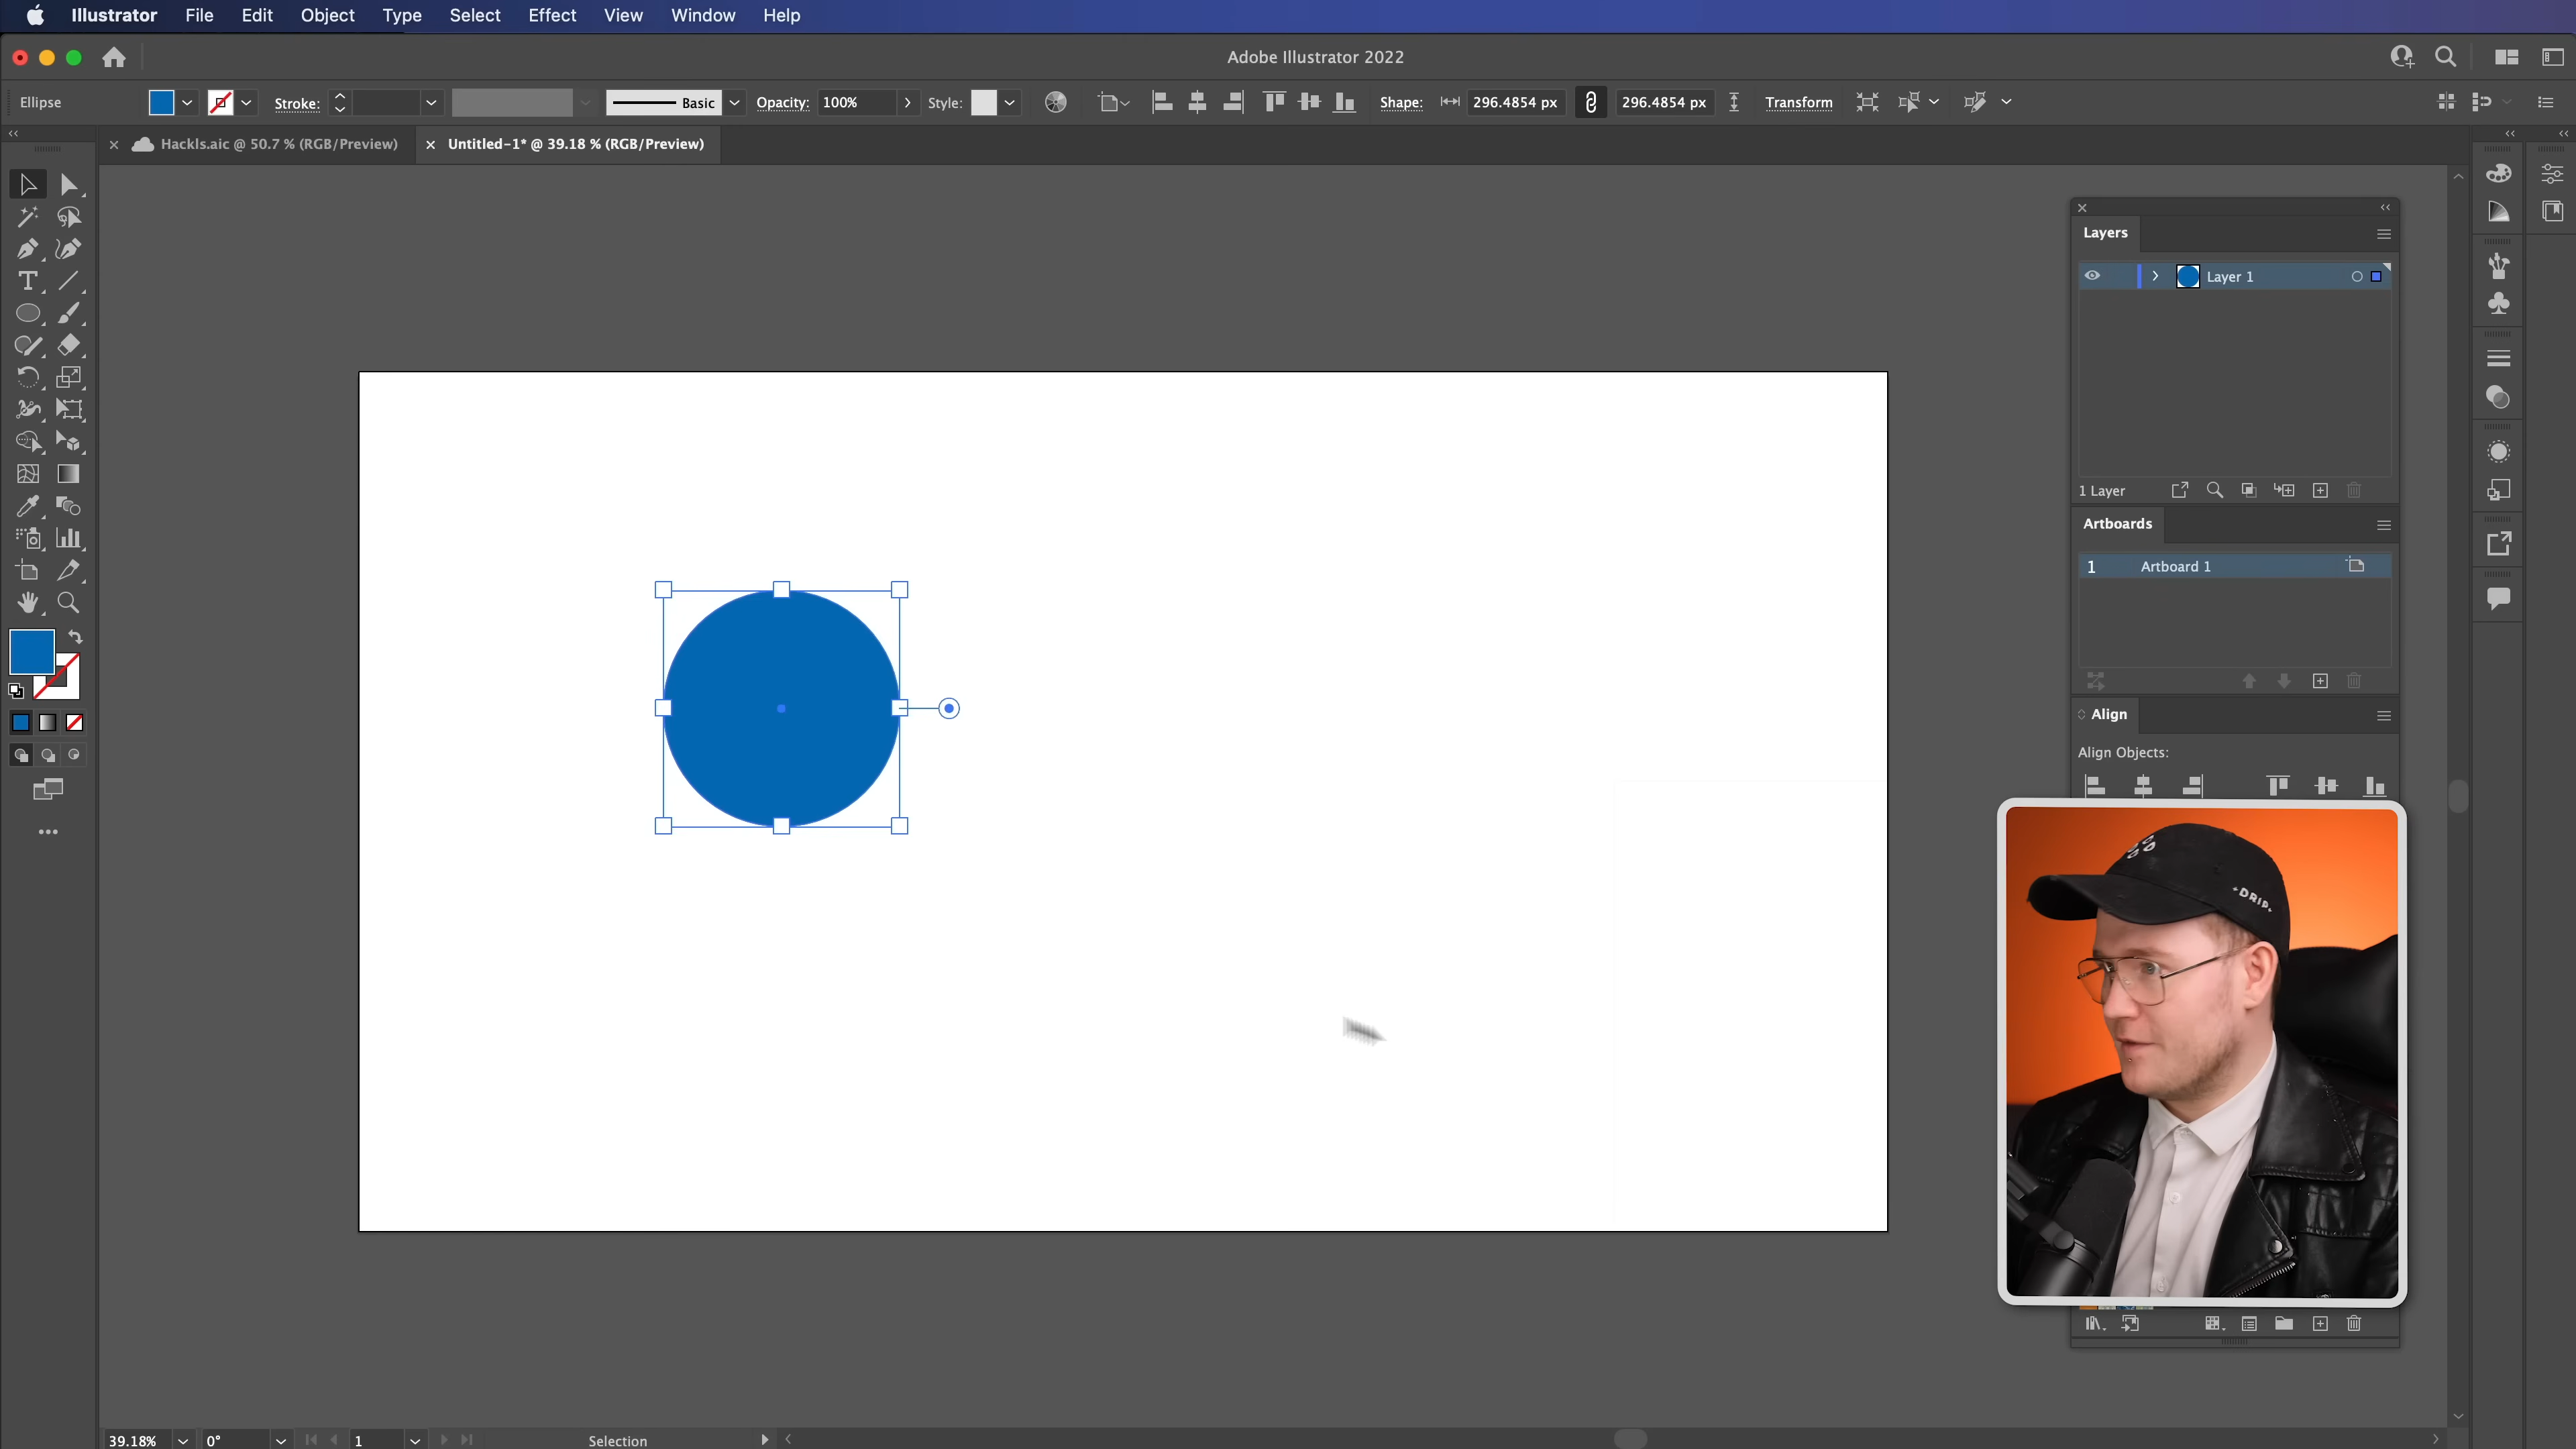 Illustrator File Edit Object Type Select Effect View Window Help
Adobe Illustrator 2022
Ellipse Stroke: Basic Opacity: 100% Style: Shape: 296.4854 px 296.4854 px Transform
Hackls.aic @ 50.7 % (RGB/Preview) Untitled-1* @ 39.18 % (RGB/Preview)
Layers
Layer 1
1 Layer
Artboards
1 Artboard 1
Align
Align Objects:
+DRIP+
39.18% 0° 1 Selection